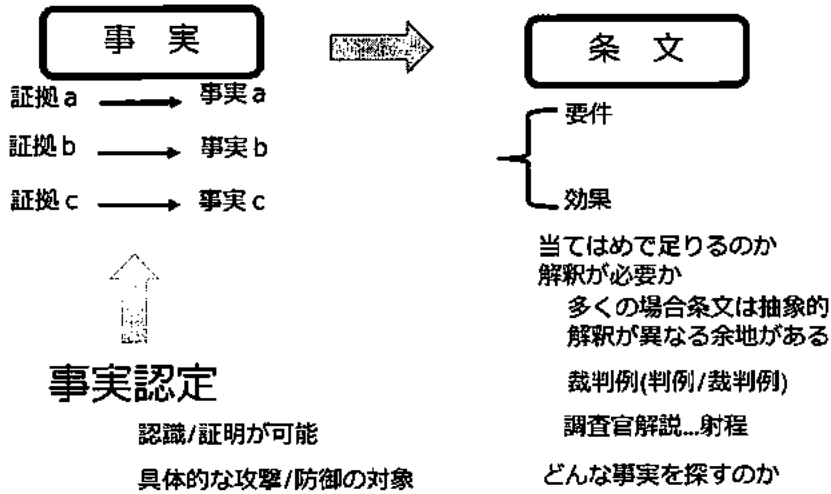 事実
証拠a → 事実a
証拠b → 事実b
証拠c → 事実c
事実認定
認識/証明が可能
具体的な攻撃/防御の対象
条文
要件
効果
当てはめで足りるのか
解釈が必要か
多くの場合条文は抽象的
解釈が異なる余地がある
裁判例(判例/裁判例)
調査官解説...射程
どんな事実を探すのか